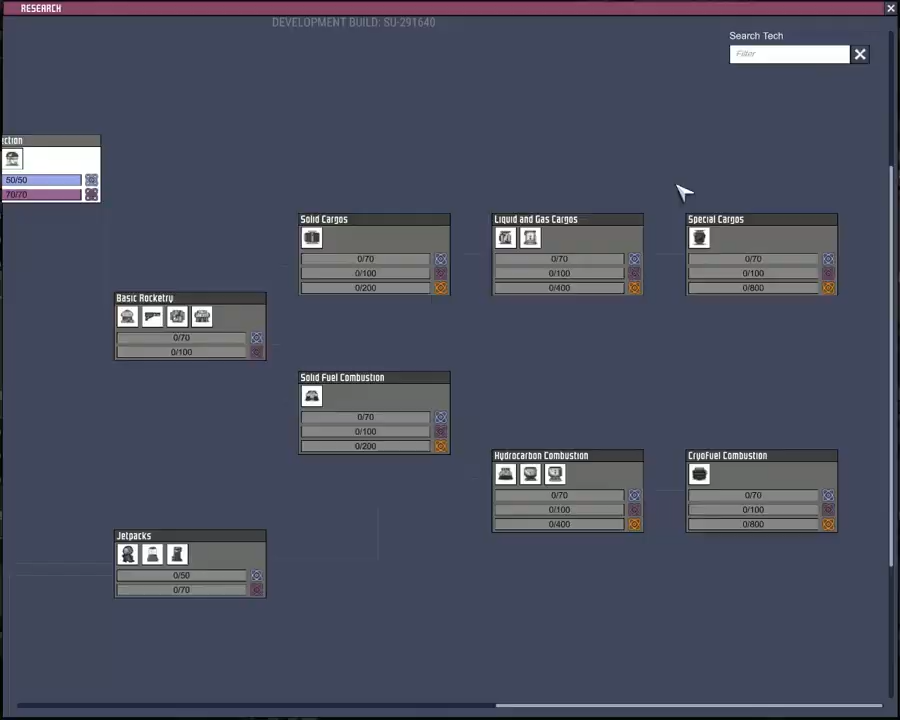 RESEARCH
DEVELOPMENT BUILD: SU-291640
Search Tech
Filter
ection
50/50
70/70
Solid Cargos
0/70
0/100
0/200
Liquid and Gas Cargos
0/70
0/100
0/400
Special Cargos
0/70
0/100
0/800
Basic Rocketry
0/70
0/100
Solid Fuel Combustion
0/70
0/100
0/200
Hydrocarbon Combustion
0/70
0/100
0/400
CryoFuel Combustion
0/70
0/100
0/800
Jetpacks
0/50
0/70